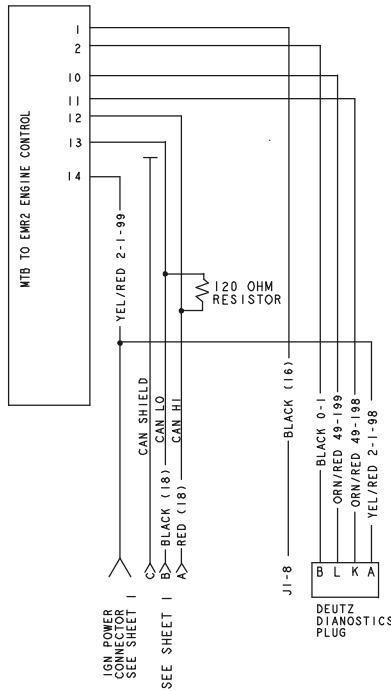 1
2
10
11
12
13
14
MTB TO EMR2 ENGINE CONTROL
YEL/RED 2-1-99
120 OHM
RESISTOR
CAN SHIELD
CAN LO
CAN HI
BLACK (18)
RED (18)
BLACK (16)
BLACK 0-1
ORN/RED 49-199
ORN/RED 49-198
YEL/RED 2-1-98
C
B
A
IGN POWER
CONNECTOR
SEE SHEET 1
SEE SHEET 1
J1-8
B L K A
DEUTZ
DIANOSTICS
PLUG